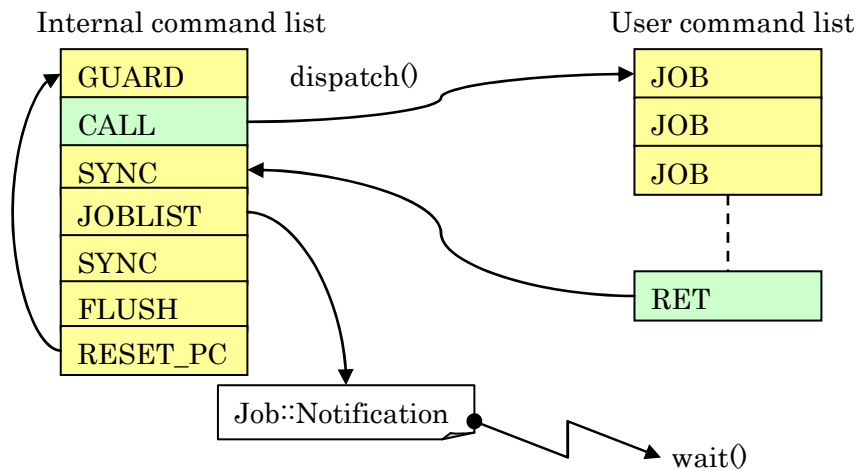 Internal command list
User command list
GUARD
CALL
SYNC
JOBLIST
SYNC
FLUSH
RESET_PC
dispatch()
JOB
JOB
JOB
RET
Job::Notification
wait()